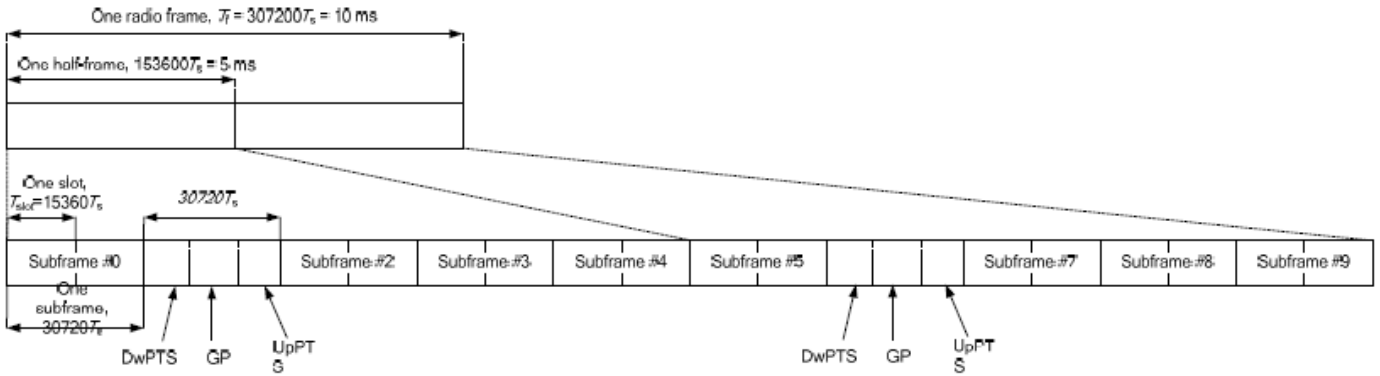 One radio frame, Tf = 307200Ts = 10 ms
One half-frame, 153600Ts = 5 ms
One slot,
Tslot=15360Ts
30720Ts
Subframe #0
Subframe #2
Subframe #3
Subframe #4
Subframe #5
Subframe #7
Subframe #8
Subframe #9
One
subframe,
30720Ts
DwPTS
GP
UpPT
S
DwPTS
GP
UpPT
S